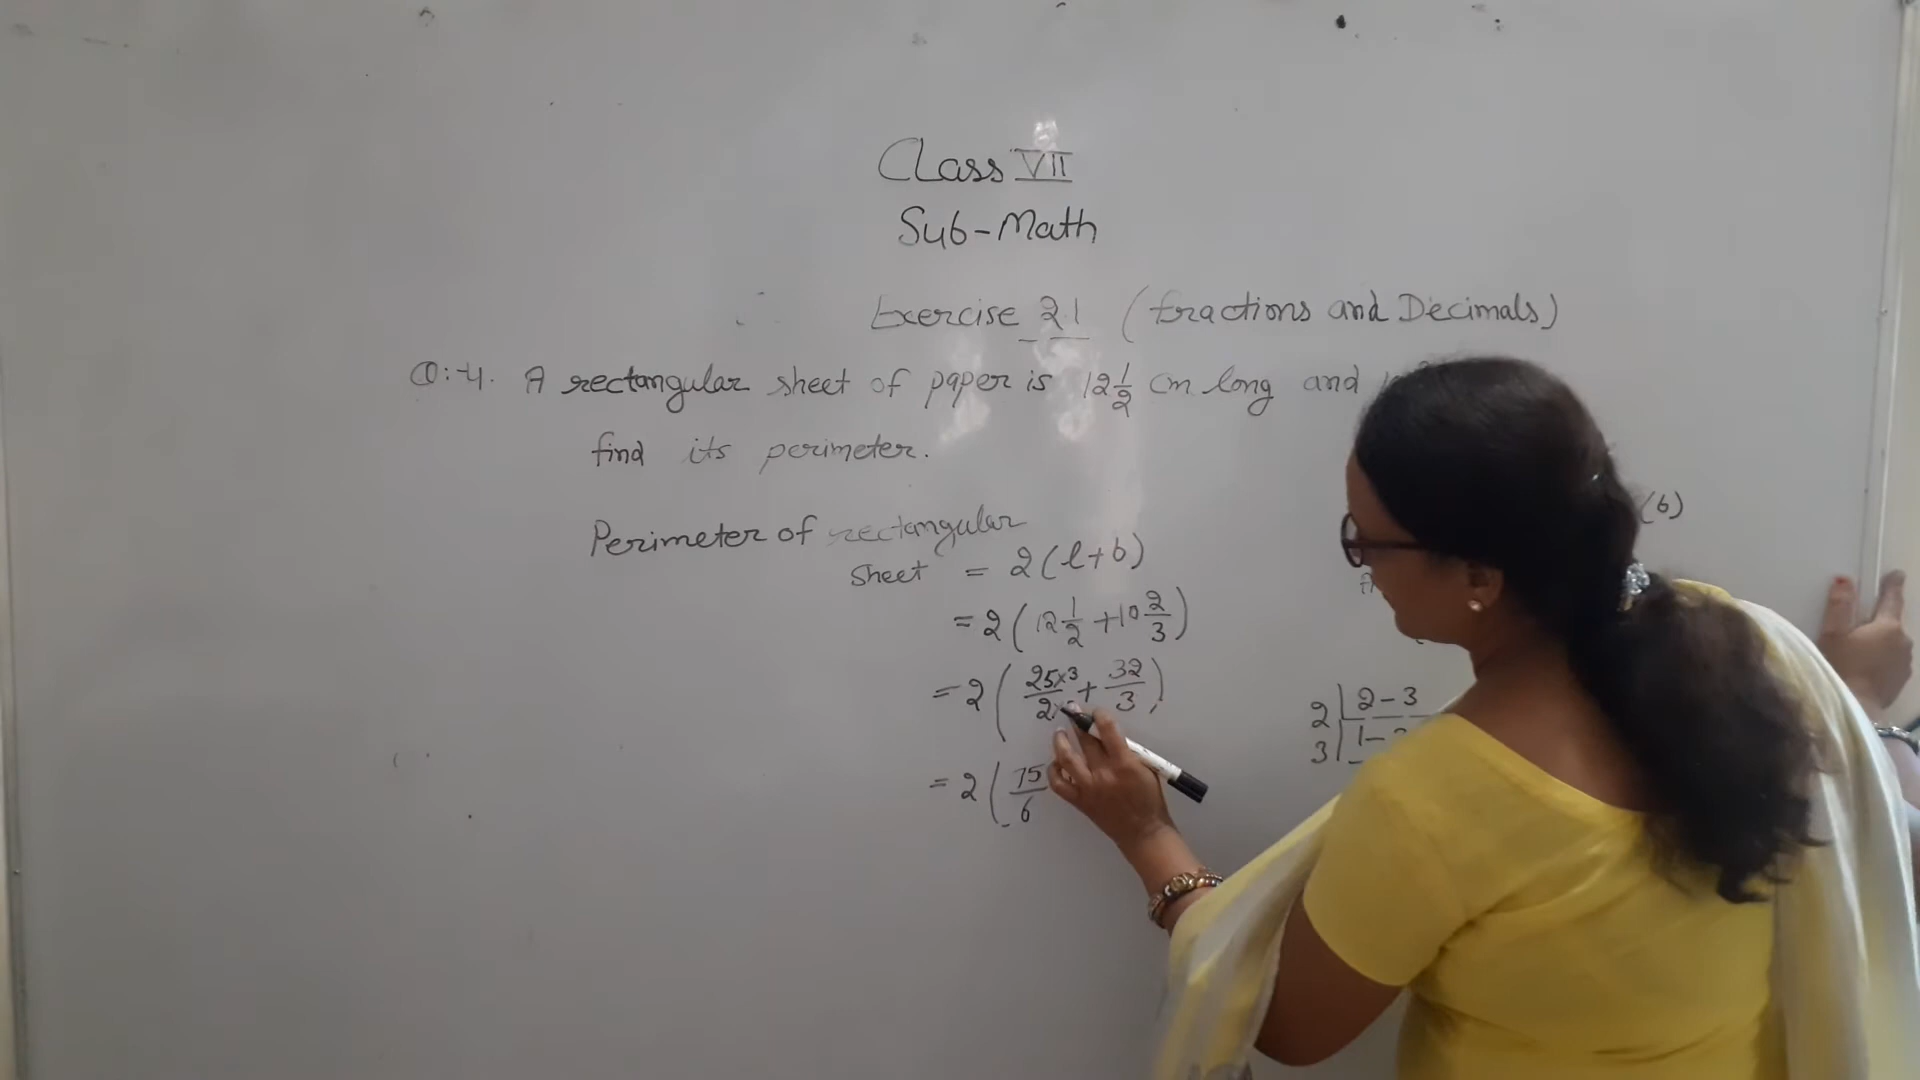 Class VII
Sub-Math
Exercise 2.1 (fractions and Decimals)
Q:-4. A rectangular sheet of paper is 12 1/2 cm long and
find its perimeter.
(b)
Perimeter of rectangular
sheet = 2(l+b)
= 2(12 1/2 + 10 2/3)
= 2(25×3/2× + 32/3)
2 | 2-3
3 | 1-
= 2(75/6